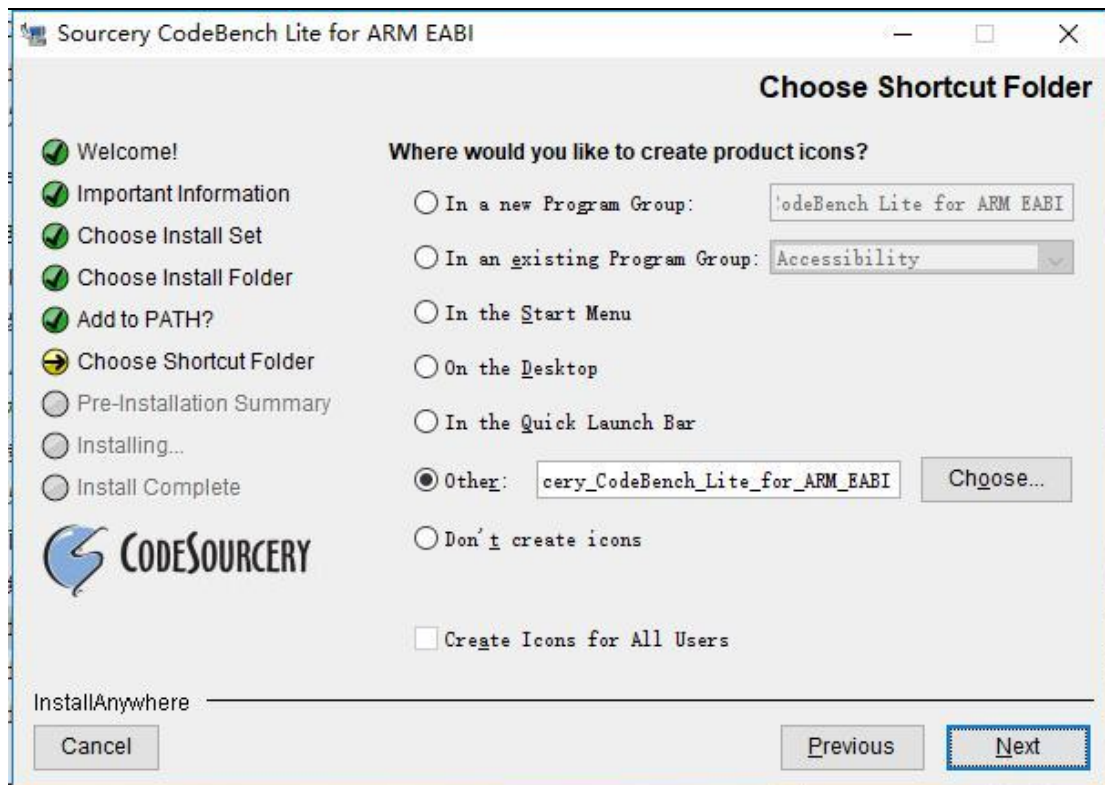 Sourcery CodeBench Lite for ARM EABI
Choose Shortcut Folder
Welcome!
Important Information
Choose Install Set
Choose Install Folder
Add to PATH?
Choose Shortcut Folder
Pre-Installation Summary
Installing...
Install Complete
CODESOURCERY
Where would you like to create product icons?
In a new Program Group: odeBench Lite for ARM EABI
In an existing Program Group: Accessibility
In the Start Menu
On the Desktop
In the Quick Launch Bar
Other: cery_CodeBench_Lite_for_ARM_EABI Choose...
Don't create icons
Create Icons for All Users
InstallAnywhere
Cancel Previous Next